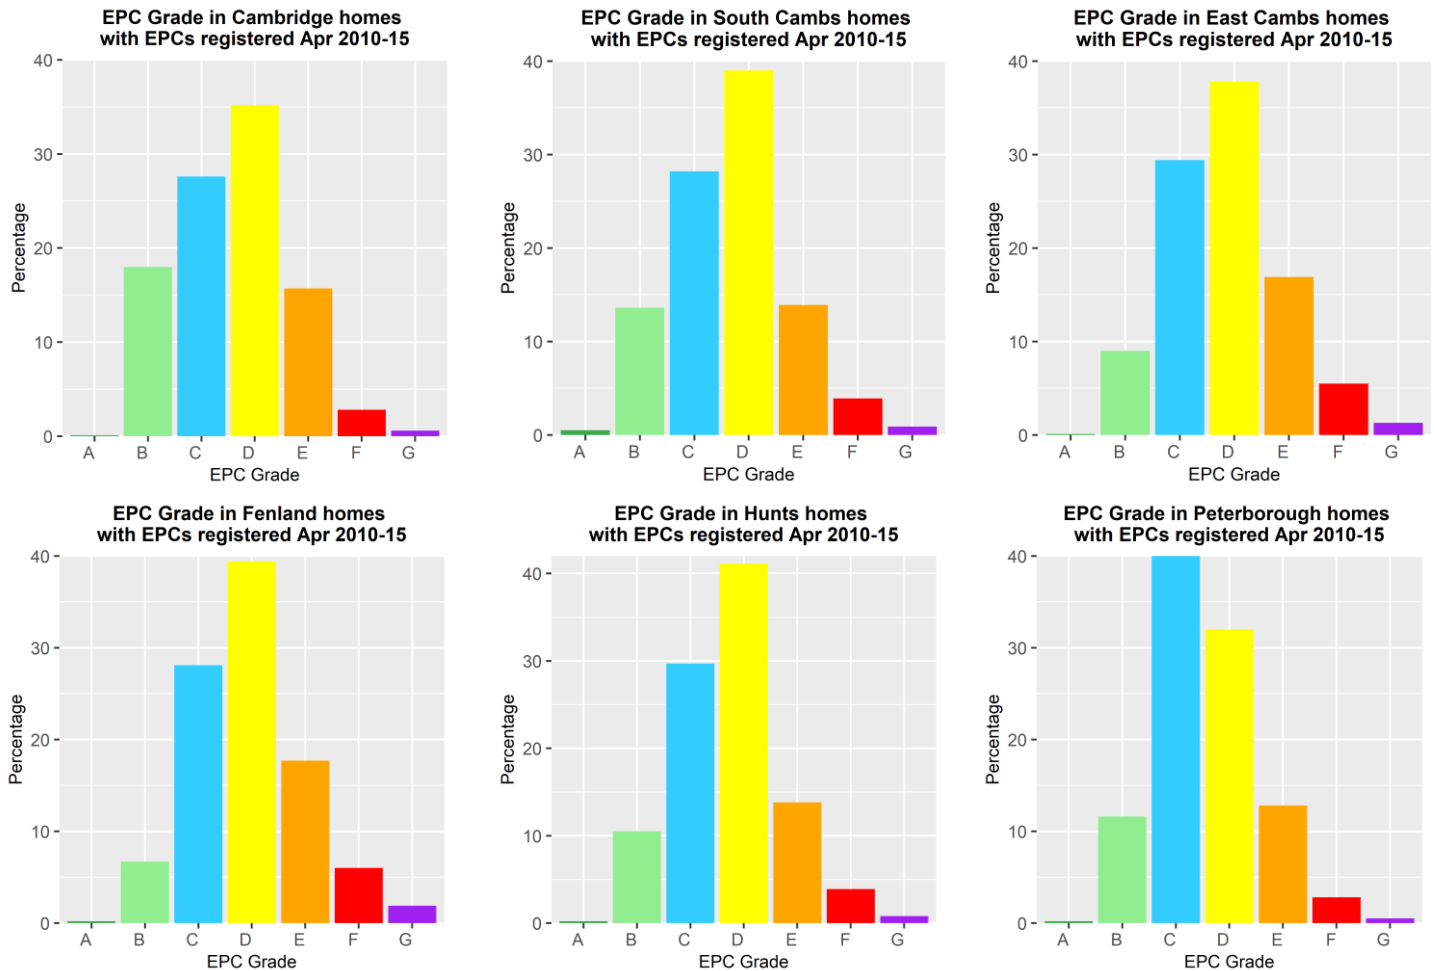 EPC Grade in Cambridge homes
with EPCs registered Apr 2010-15
40
30
20
10
0
Percentage
A B C D E F G
EPC Grade
EPC Grade in South Cambs homes
with EPCs registered Apr 2010-15
40
30
20
10
0
Percentage
A B C D E F G
EPC Grade
EPC Grade in East Cambs homes
with EPCs registered Apr 2010-15
40
30
20
10
0
Percentage
A B C D E F G
EPC Grade
EPC Grade in Fenland homes
with EPCs registered Apr 2010-15
40
30
20
10
0
Percentage
A B C D E F G
EPC Grade
EPC Grade in Hunts homes
with EPCs registered Apr 2010-15
40
30
20
10
0
Percentage
A B C D E F G
EPC Grade
EPC Grade in Peterborough homes
with EPCs registered Apr 2010-15
40
30
20
10
0
Percentage
A B C D E F G
EPC Grade